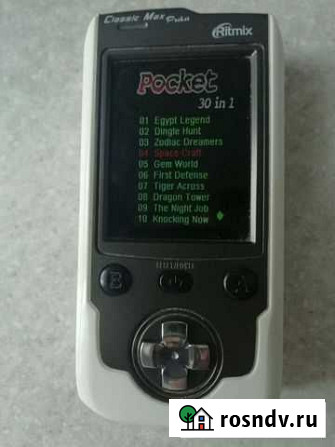 Classic Max
Ritmix
Pocket
30 in 1
01 Egypt Legend
02 Dingle Hunt
03 Zodiac Dreamers
04 Space-Craft
05 Gem World
06 First Defense
07 Tiger Across
08 Dragon Tower
09 The Night Job
10 Knocking Now
B
A
rosndv.ru